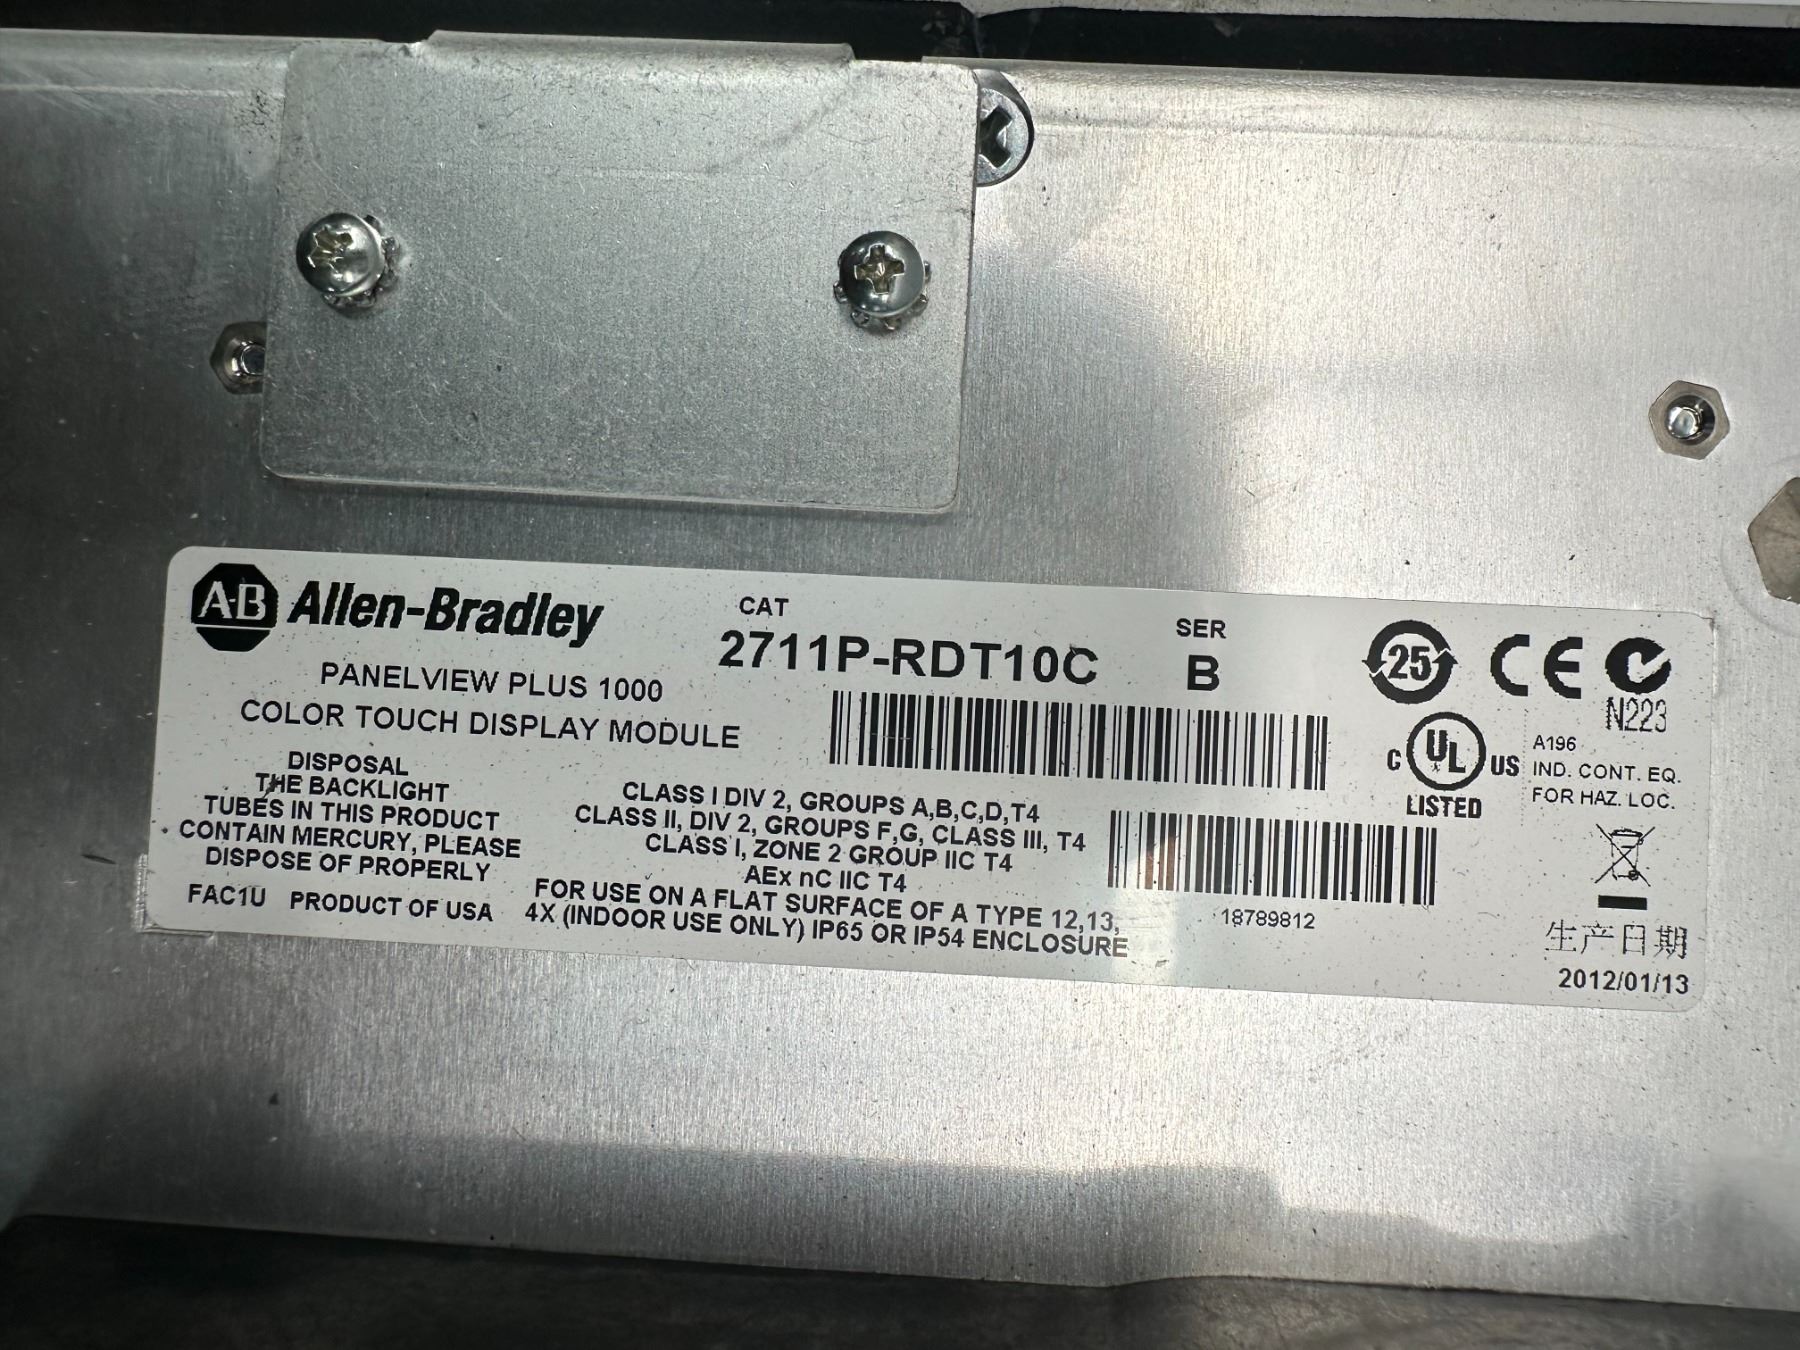 AB Allen-Bradley
PANELVIEW PLUS 1000
COLOR TOUCH DISPLAY MODULE
CAT
2711P-RDT10C
SER
B
DISPOSAL
THE BACKLIGHT
TUBES IN THIS PRODUCT
CONTAIN MERCURY, PLEASE
DISPOSE OF PROPERLY
FAC1U PRODUCT OF USA
CLASS I DIV 2, GROUPS A,B,C,D,T4
CLASS II, DIV 2, GROUPS F,G, CLASS III, T4
CLASS I, ZONE 2 GROUP IIC T4
AEx nC IIC T4
FOR USE ON A FLAT SURFACE OF A TYPE 12,13,
4X (INDOOR USE ONLY) IP65 OR IP54 ENCLOSURE
18789812
25 CE
N223
C UL US
LISTED
A196
IND. CONT. EQ.
FOR HAZ. LOC.
生产日期
2012/01/13